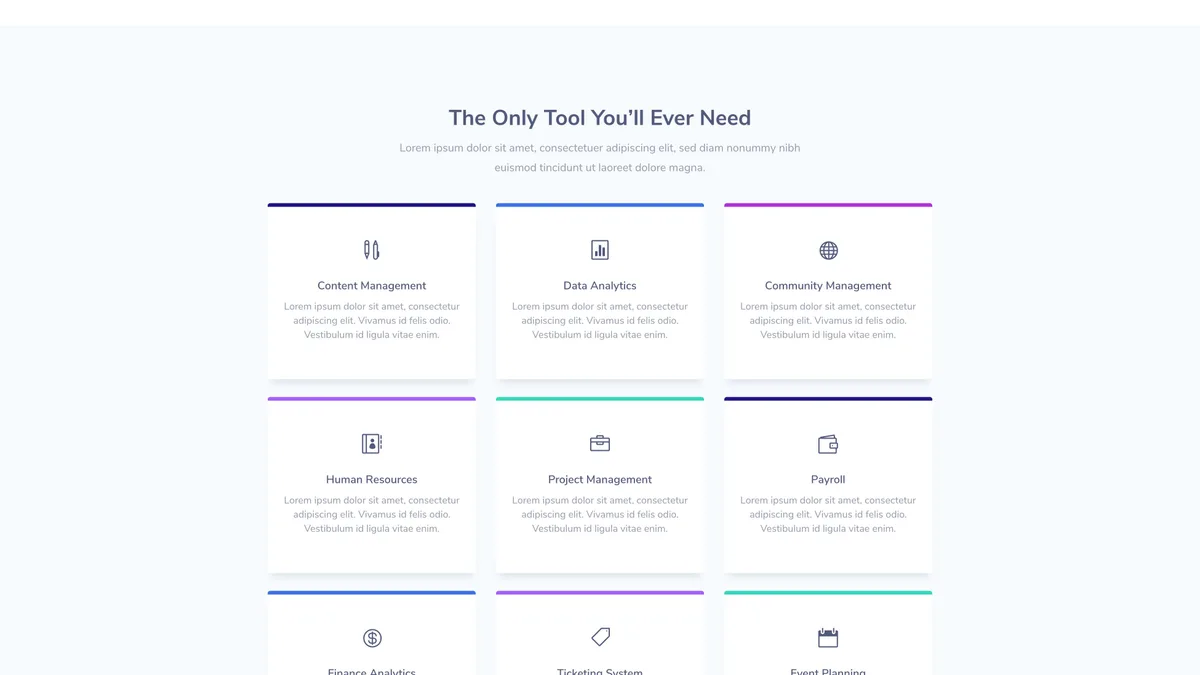 The Only Tool You’ll Ever Need
Lorem ipsum dolor sit amet, consectetuer adipiscing elit, sed diam nonummy nibh
euismod tincidunt ut laoreet dolore magna.
Content Management
Lorem ipsum dolor sit amet, consectetur
adipiscing elit. Vivamus id felis odio.
Vestibulum id ligula vitae enim.
Data Analytics
Lorem ipsum dolor sit amet, consectetur
adipiscing elit. Vivamus id felis odio.
Vestibulum id ligula vitae enim.
Community Management
Lorem ipsum dolor sit amet, consectetur
adipiscing elit. Vivamus id felis odio.
Vestibulum id ligula vitae enim.
Human Resources
Lorem ipsum dolor sit amet, consectetur
adipiscing elit. Vivamus id felis odio.
Vestibulum id ligula vitae enim.
Project Management
Lorem ipsum dolor sit amet, consectetur
adipiscing elit. Vivamus id felis odio.
Vestibulum id ligula vitae enim.
Payroll
Lorem ipsum dolor sit amet, consectetur
adipiscing elit. Vivamus id felis odio.
Vestibulum id ligula vitae enim.
Finance Analytics
Ticketing System
Event Planning